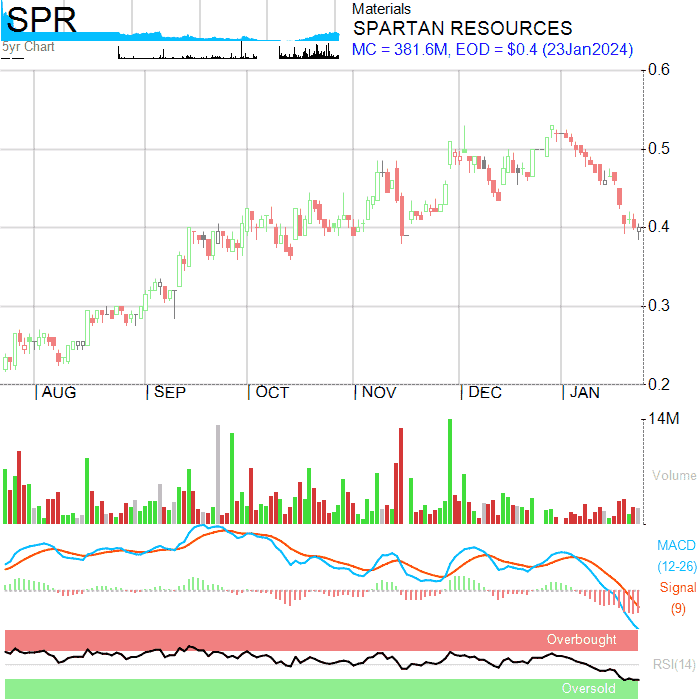 SPR
5yr Chart
Materials
SPARTAN RESOURCES
MC = 381.6M, EOD = $0.4 (23Jan2024)
0.6
0.5
0.4
0.3
0.2
AUG
SEP
OCT
NOV
DEC
JAN
14M
Volume
MACD
(12-26)
Signal
(9)
Overbought
RSI(14)
Oversold